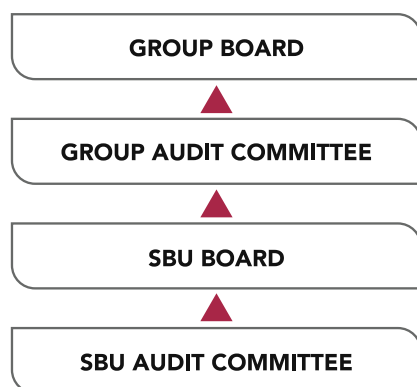 GROUP BOARD
GROUP AUDIT COMMITTEE
SBU BOARD
SBU AUDIT COMMITTEE